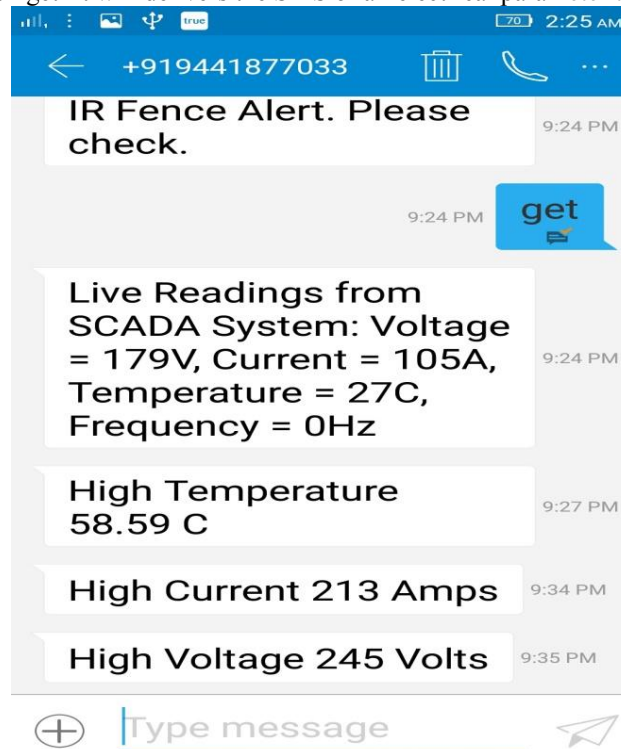 true 70 2:25 AM
+919441877033
IR Fence Alert. Please
check.
9:24 PM
9:24 PM
get
Live Readings from
SCADA System: Voltage
= 179V, Current = 105A,
Temperature = 27C,
Frequency = 0Hz
9:24 PM
High Temperature
58.59 C
9:27 PM
High Current 213 Amps
9:34 PM
High Voltage 245 Volts
9:35 PM
Type message